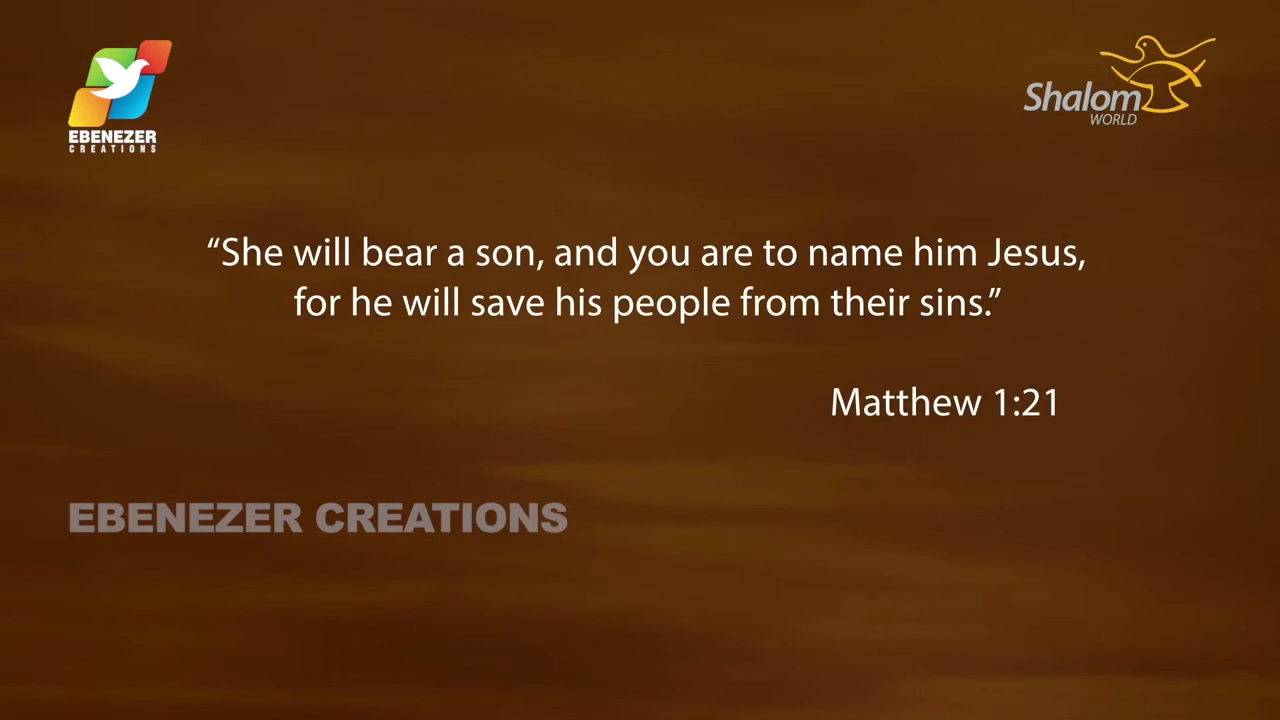 EBENEZER
CREATIONS
Shalom
WORLD
“She will bear a son, and you are to name him Jesus,
for he will save his people from their sins.”
Matthew 1:21
EBENEZER CREATIONS